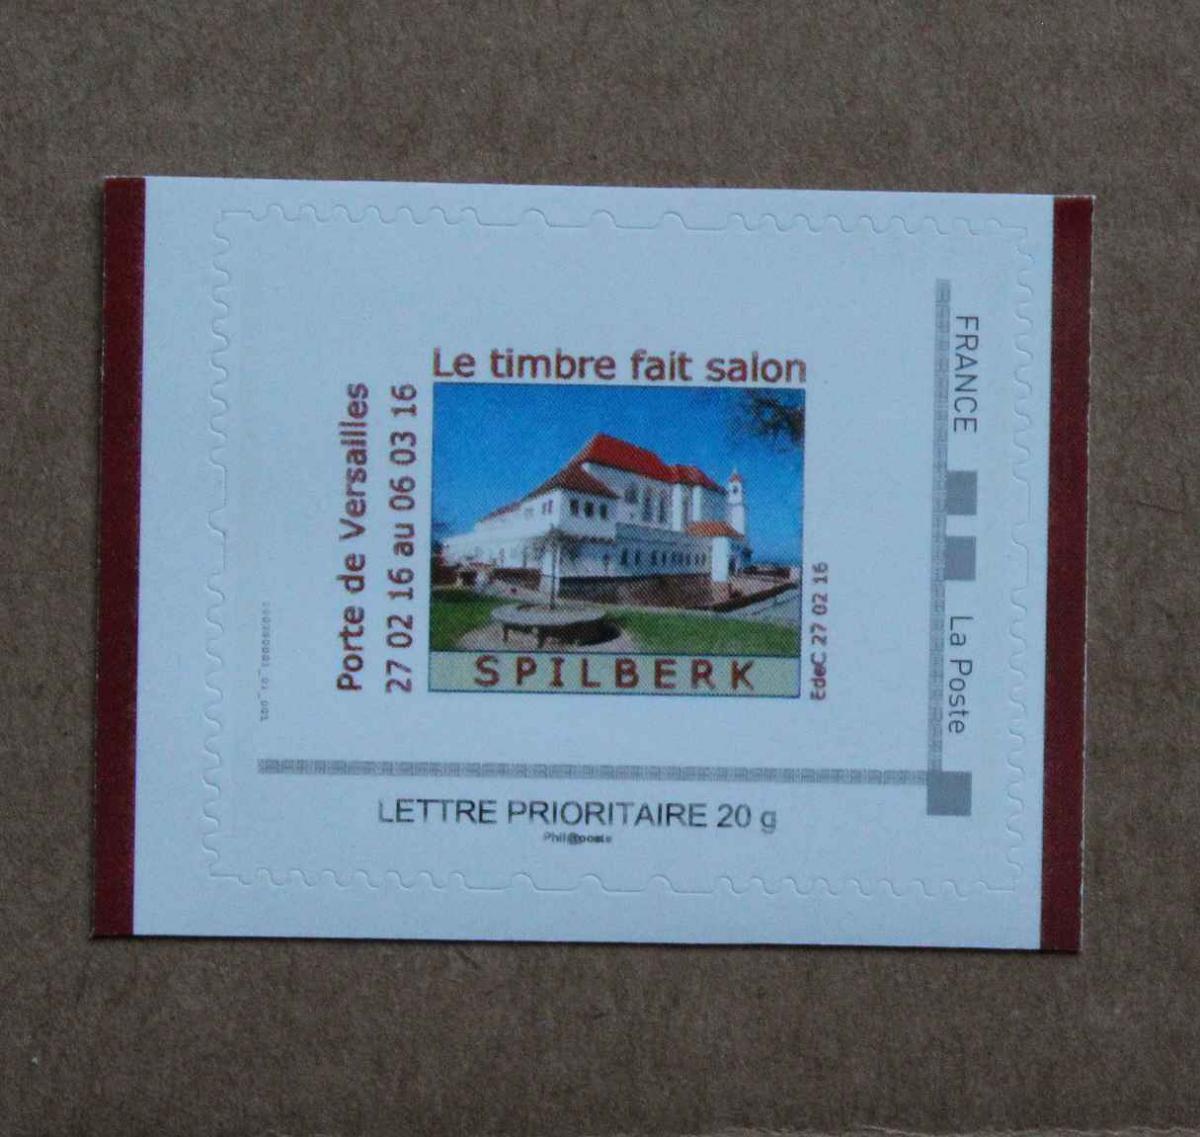 Le timbre fait salon
Porte de Versailles
27 02 16 au 06 03 16
SPILBERK
EdeC 27 02 16
FRANCE
La Poste
LETTRE PRIORITAIRE 20 g
Phil@poste